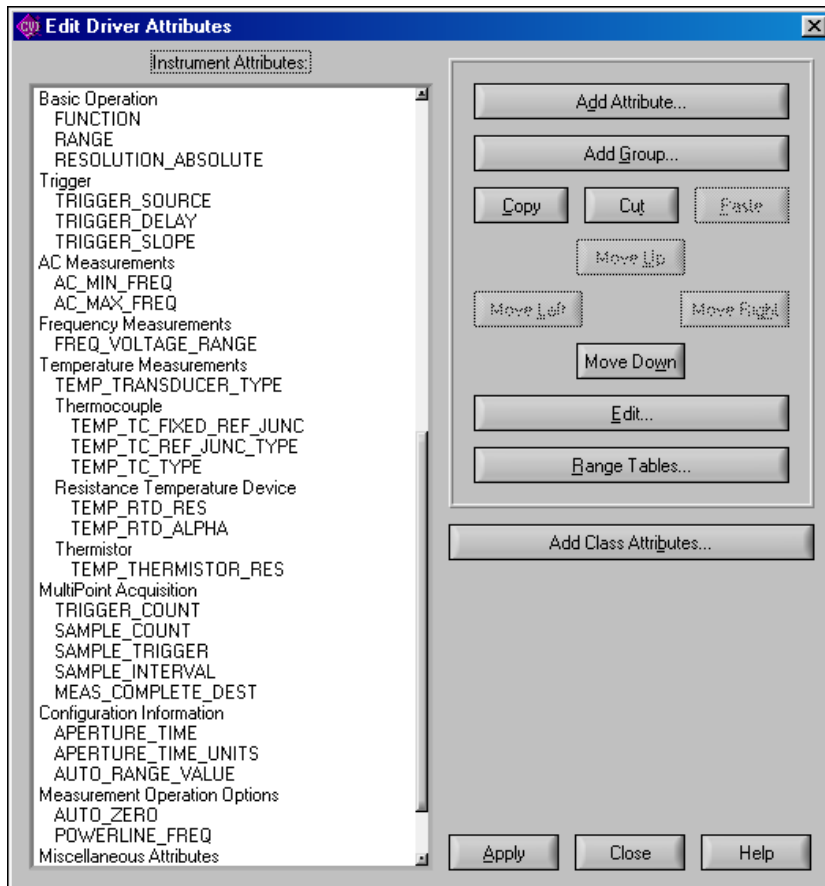 CVI Edit Driver Attributes
Instrument Attributes:
Basic Operation
FUNCTION
RANGE
RESOLUTION_ABSOLUTE
Trigger
TRIGGER_SOURCE
TRIGGER_DELAY
TRIGGER_SLOPE
AC Measurements
AC_MIN_FREQ
AC_MAX_FREQ
Frequency Measurements
FREQ_VOLTAGE_RANGE
Temperature Measurements
TEMP_TRANSDUCER_TYPE
Thermocouple
TEMP_TC_FIXED_REF_JUNC
TEMP_TC_REF_JUNC_TYPE
TEMP_TC_TYPE
Resistance Temperature Device
TEMP_RTD_RES
TEMP_RTD_ALPHA
Thermistor
TEMP_THERMISTOR_RES
MultiPoint Acquisition
TRIGGER_COUNT
SAMPLE_COUNT
SAMPLE_TRIGGER
SAMPLE_INTERVAL
MEAS_COMPLETE_DEST
Configuration Information
APERTURE_TIME
APERTURE_TIME_UNITS
AUTO_RANGE_VALUE
Measurement Operation Options
AUTO_ZERO
POWERLINE_FREQ
Miscellaneous Attributes
Add Attribute...
Add Group...
Copy Cut Paste
Move Up
Move Left Move Right
Move Down
Edit...
Range Tables...
Add Class Attributes...
Apply Close Help